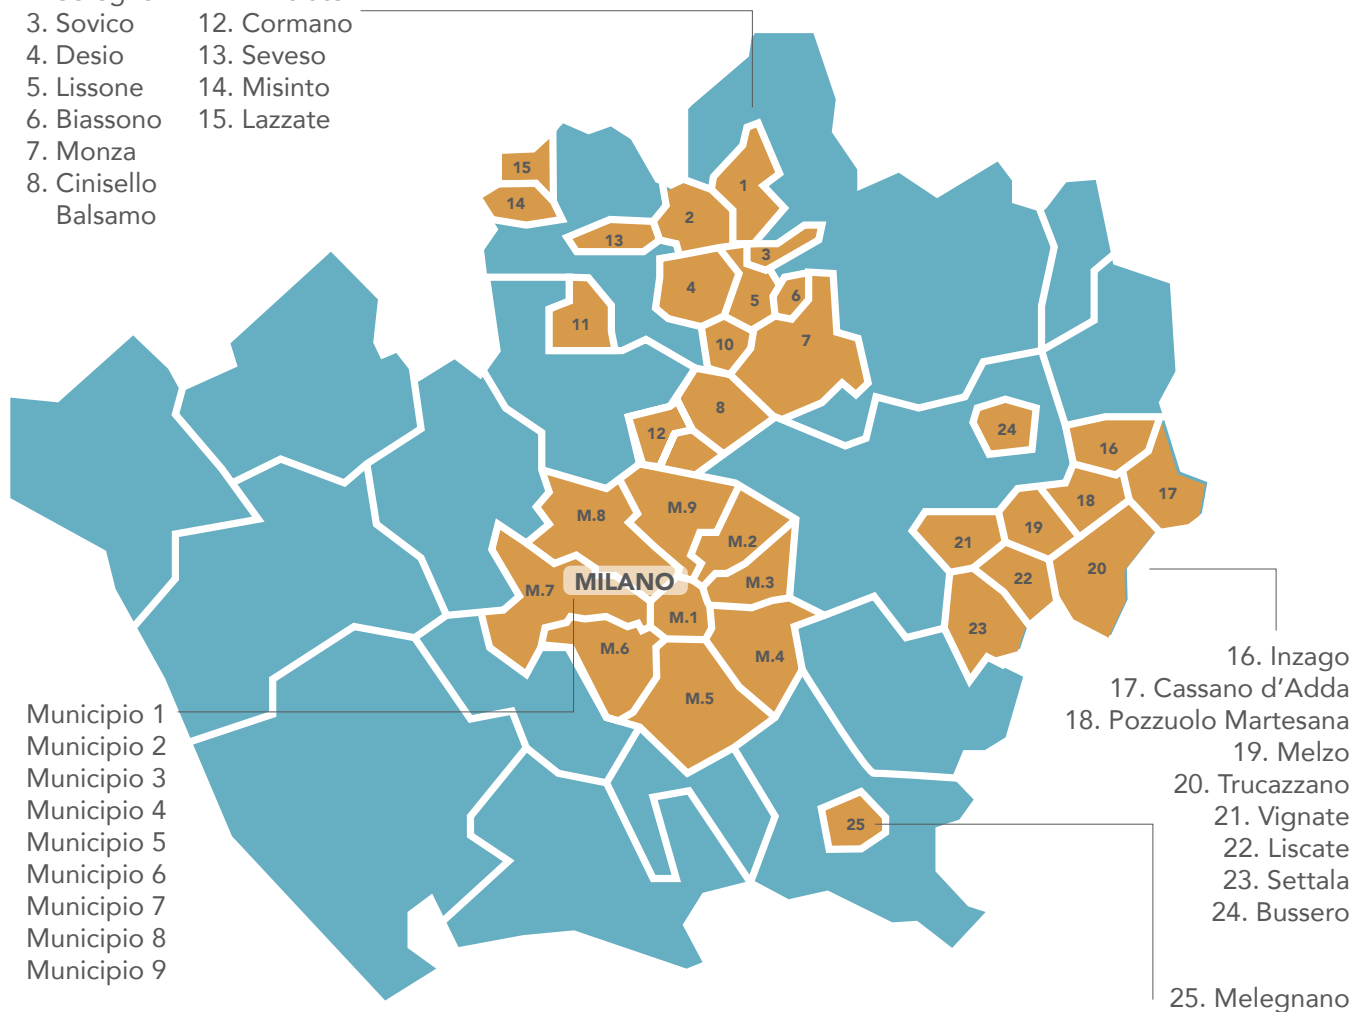 3. Sovico
4. Desio
5. Lissone
6. Biassono
7. Monza
8. Cinisello
Balsamo
12. Cormano
13. Seveso
14. Misinto
15. Lazzate
15
14
13
1
2
3
4
5
6
7
11
10
8
12
24
16
17
18
19
20
21
22
23
M.8
M.9
M.2
M.3
MILANO
M.7
M.1
M.6
M.4
M.5
25
Municipio 1
Municipio 2
Municipio 3
Municipio 4
Municipio 5
Municipio 6
Municipio 7
Municipio 8
Municipio 9
16. Inzago
17. Cassano d’Adda
18. Pozzuolo Martesana
19. Melzo
20. Trucazzano
21. Vignate
22. Liscate
23. Settala
24. Bussero
25. Melegnano